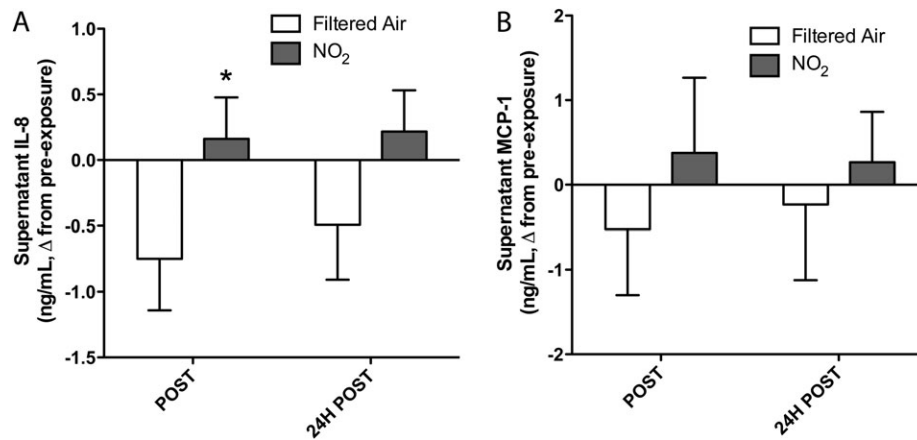 A
Filtered Air
NO2
Supernatant IL-8
(ng/mL, Δ from pre-exposure)
1.0
0.5
0.0
-0.5
-1.0
-1.5
*
POST
24H POST
B
Filtered Air
NO2
Supernatant MCP-1
(ng/mL, Δ from pre-exposure)
2
1
0
-1
-2
POST
24H POST